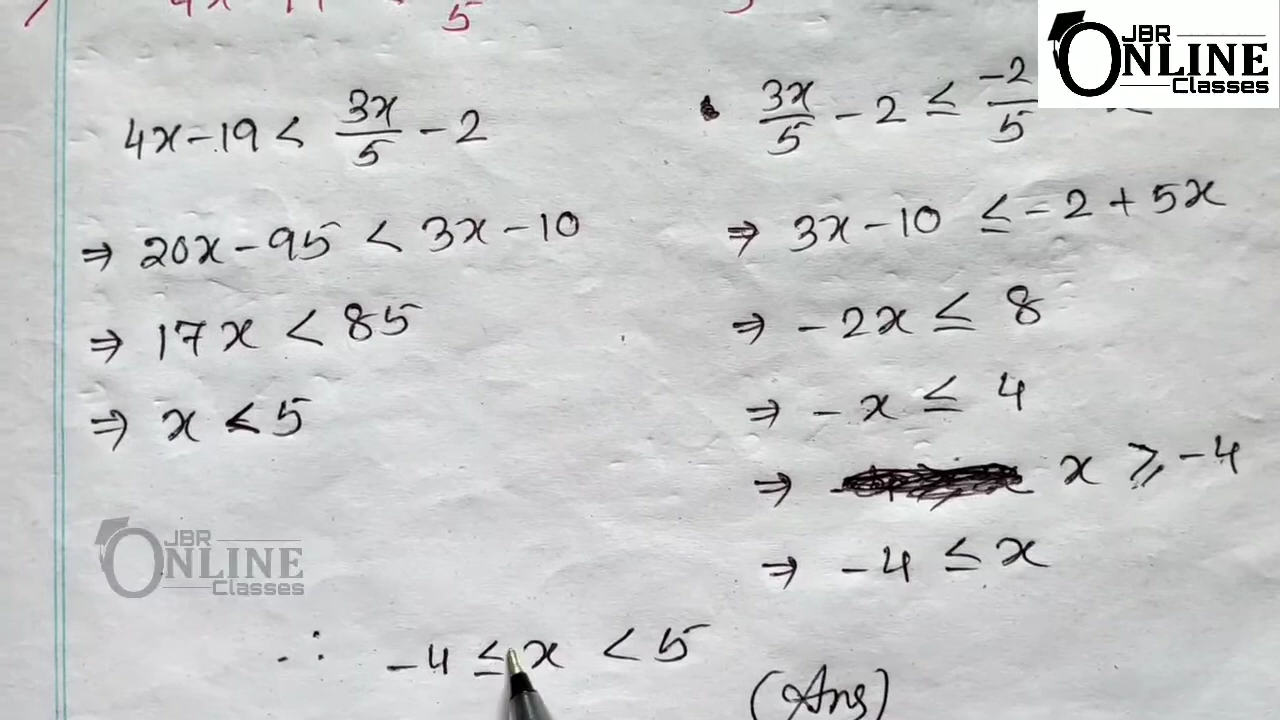 JBR
ONLINE
Classes
5
4x-19 < 3x/5 - 2
⇒ 20x-95 < 3x-10
⇒ 17x < 85
⇒ x < 5
3x/5 - 2 ≤ -2/5
⇒ 3x-10 ≤ -2 + 5x
⇒ -2x ≤ 8
⇒ -x ≤ 4
⇒ x ≥ -4
⇒ -4 ≤ x
JBR
ONLINE
Classes
∴ -4 ≤ x < 5
(Ans)